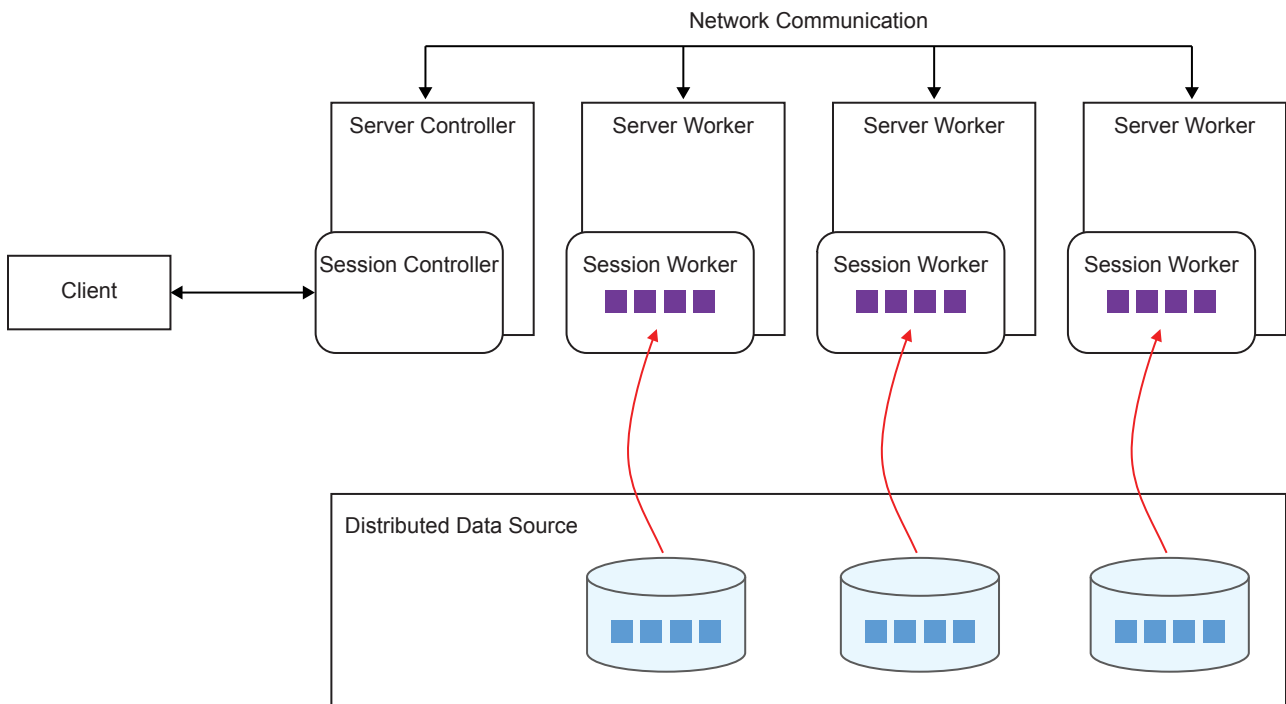 Network Communication
Server Controller
Server Worker
Server Worker
Server Worker
Session Controller
Session Worker
Session Worker
Session Worker
Client
Distributed Data Source